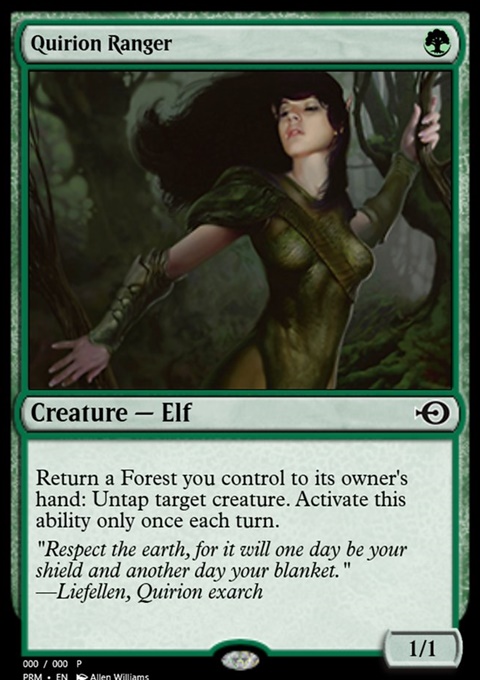 Quirion Ranger
Creature — Elf
Return a Forest you control to its owner's
hand: Untap target creature. Activate this
ability only once each turn.
"Respect the earth, for it will one day be your
shield and another day your blanket."
—Liefellen, Quirion exarch
1/1
000 / 000 P
PRM • EN Allen Williams